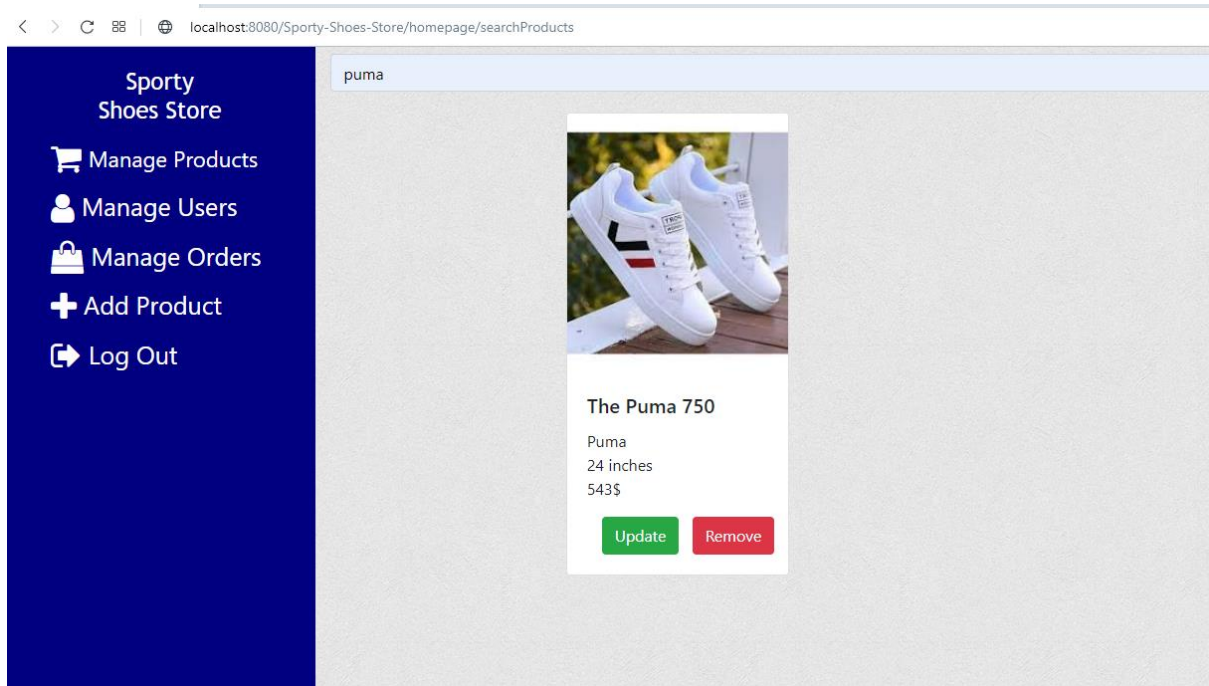 localhost:8080/Sporty-Shoes-Store/homepage/searchProducts
Sporty
Shoes Store
Manage Products
Manage Users
Manage Orders
Add Product
Log Out
puma
The Puma 750
Puma
24 inches
543$
Update
Remove